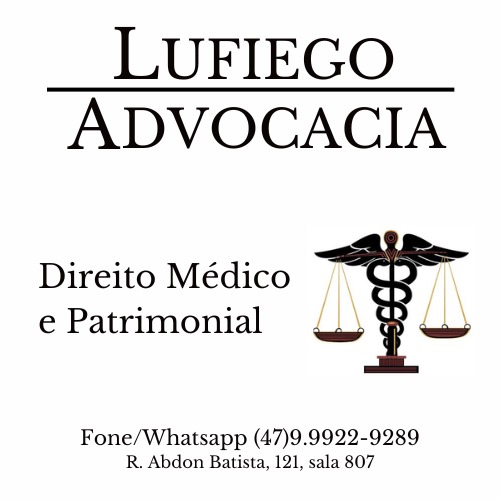 LUFIEGO
ADVOCACIA
Direito Médico
e Patrimonial
Fone/Whatsapp (47)9.9922-9289
R. Abdon Batista, 121, sala 807